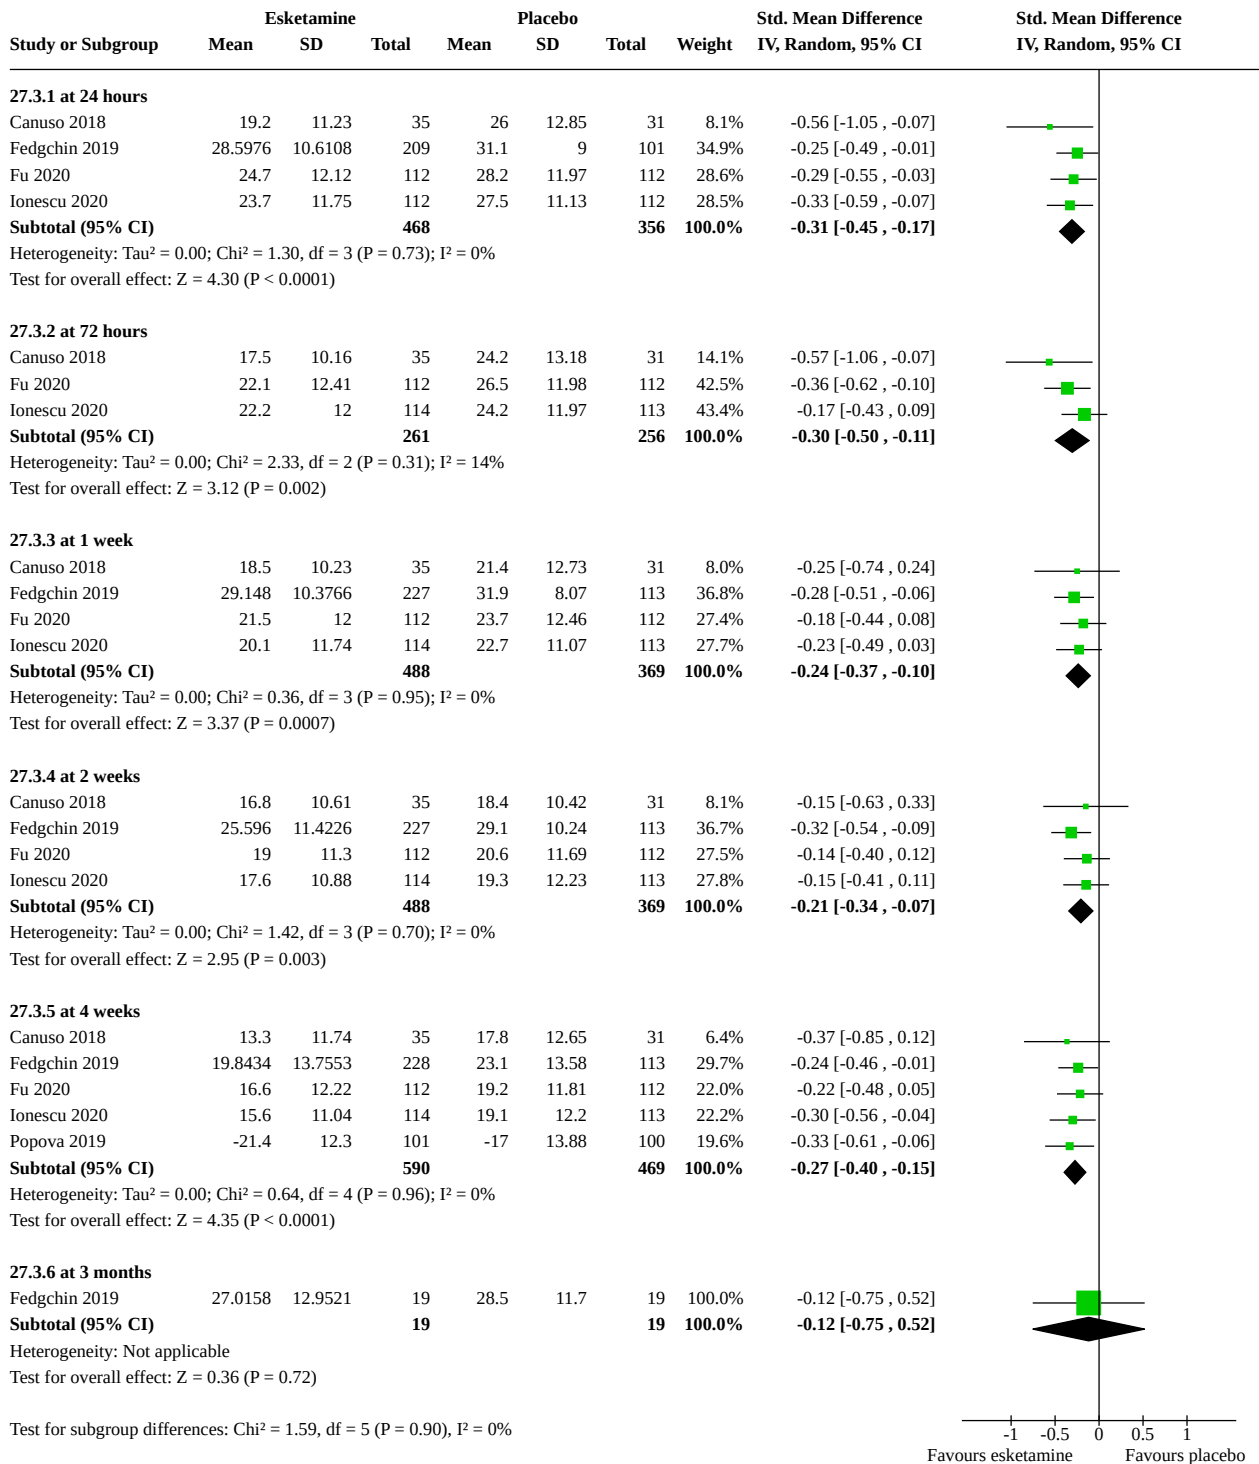 Esketamine Placebo Std. Mean Difference Std. Mean Difference
Study or Subgroup Mean SD Total Mean SD Total Weight IV, Random, 95% CI IV, Random, 95% CI
27.3.1 at 24 hours
Canuso 2018 19.2 11.23 35 26 12.85 31 8.1% -0.56 [-1.05 , -0.07]
Fedgchin 2019 28.5976 10.6108 209 31.1 9 101 34.9% -0.25 [-0.49 , -0.01]
Fu 2020 24.7 12.12 112 28.2 11.97 112 28.6% -0.29 [-0.55 , -0.03]
Ionescu 2020 23.7 11.75 112 27.5 11.13 112 28.5% -0.33 [-0.59 , -0.07]
Subtotal (95% CI) 468 356 100.0% -0.31 [-0.45 , -0.17]
Heterogeneity: Tau² = 0.00; Chi² = 1.30, df = 3 (P = 0.73); I² = 0%
Test for overall effect: Z = 4.30 (P < 0.0001)
27.3.2 at 72 hours
Canuso 2018 17.5 10.16 35 24.2 13.18 31 14.1% -0.57 [-1.06 , -0.07]
Fu 2020 22.1 12.41 112 26.5 11.98 112 42.5% -0.36 [-0.62 , -0.10]
Ionescu 2020 22.2 12 114 24.2 11.97 113 43.4% -0.17 [-0.43 , 0.09]
Subtotal (95% CI) 261 256 100.0% -0.30 [-0.50 , -0.11]
Heterogeneity: Tau² = 0.00; Chi² = 2.33, df = 2 (P = 0.31); I² = 14%
Test for overall effect: Z = 3.12 (P = 0.002)
27.3.3 at 1 week
Canuso 2018 18.5 10.23 35 21.4 12.73 31 8.0% -0.25 [-0.74 , 0.24]
Fedgchin 2019 29.148 10.3766 227 31.9 8.07 113 36.8% -0.28 [-0.51 , -0.06]
Fu 2020 21.5 12 112 23.7 12.46 112 27.4% -0.18 [-0.44 , 0.08]
Ionescu 2020 20.1 11.74 114 22.7 11.07 113 27.7% -0.23 [-0.49 , 0.03]
Subtotal (95% CI) 488 369 100.0% -0.24 [-0.37 , -0.10]
Heterogeneity: Tau² = 0.00; Chi² = 0.36, df = 3 (P = 0.95); I² = 0%
Test for overall effect: Z = 3.37 (P = 0.0007)
27.3.4 at 2 weeks
Canuso 2018 16.8 10.61 35 18.4 10.42 31 8.1% -0.15 [-0.63 , 0.33]
Fedgchin 2019 25.596 11.4226 227 29.1 10.24 113 36.7% -0.32 [-0.54 , -0.09]
Fu 2020 19 11.3 112 20.6 11.69 112 27.5% -0.14 [-0.40 , 0.12]
Ionescu 2020 17.6 10.88 114 19.3 12.23 113 27.8% -0.15 [-0.41 , 0.11]
Subtotal (95% CI) 488 369 100.0% -0.21 [-0.34 , -0.07]
Heterogeneity: Tau² = 0.00; Chi² = 1.42, df = 3 (P = 0.70); I² = 0%
Test for overall effect: Z = 2.95 (P = 0.003)
27.3.5 at 4 weeks
Canuso 2018 13.3 11.74 35 17.8 12.65 31 6.4% -0.37 [-0.85 , 0.12]
Fedgchin 2019 19.8434 13.7553 228 23.1 13.58 113 29.7% -0.24 [-0.46 , -0.01]
Fu 2020 16.6 12.22 112 19.2 11.81 112 22.0% -0.22 [-0.48 , 0.05]
Ionescu 2020 15.6 11.04 114 19.1 12.2 113 22.2% -0.30 [-0.56 , -0.04]
Popova 2019 -21.4 12.3 101 -17 13.88 100 19.6% -0.33 [-0.61 , -0.06]
Subtotal (95% CI) 590 469 100.0% -0.27 [-0.40 , -0.15]
Heterogeneity: Tau² = 0.00; Chi² = 0.64, df = 4 (P = 0.96); I² = 0%
Test for overall effect: Z = 4.35 (P < 0.0001)
27.3.6 at 3 months
Fedgchin 2019 27.0158 12.9521 19 28.5 11.7 19 100.0% -0.12 [-0.75 , 0.52]
Subtotal (95% CI) 19 19 100.0% -0.12 [-0.75 , 0.52]
Heterogeneity: Not applicable
Test for overall effect: Z = 0.36 (P = 0.72)
Test for subgroup differences: Chi² = 1.59, df = 5 (P = 0.90), I² = 0%
-1 -0.5 0 0.5 1
Favours esketamine Favours placebo